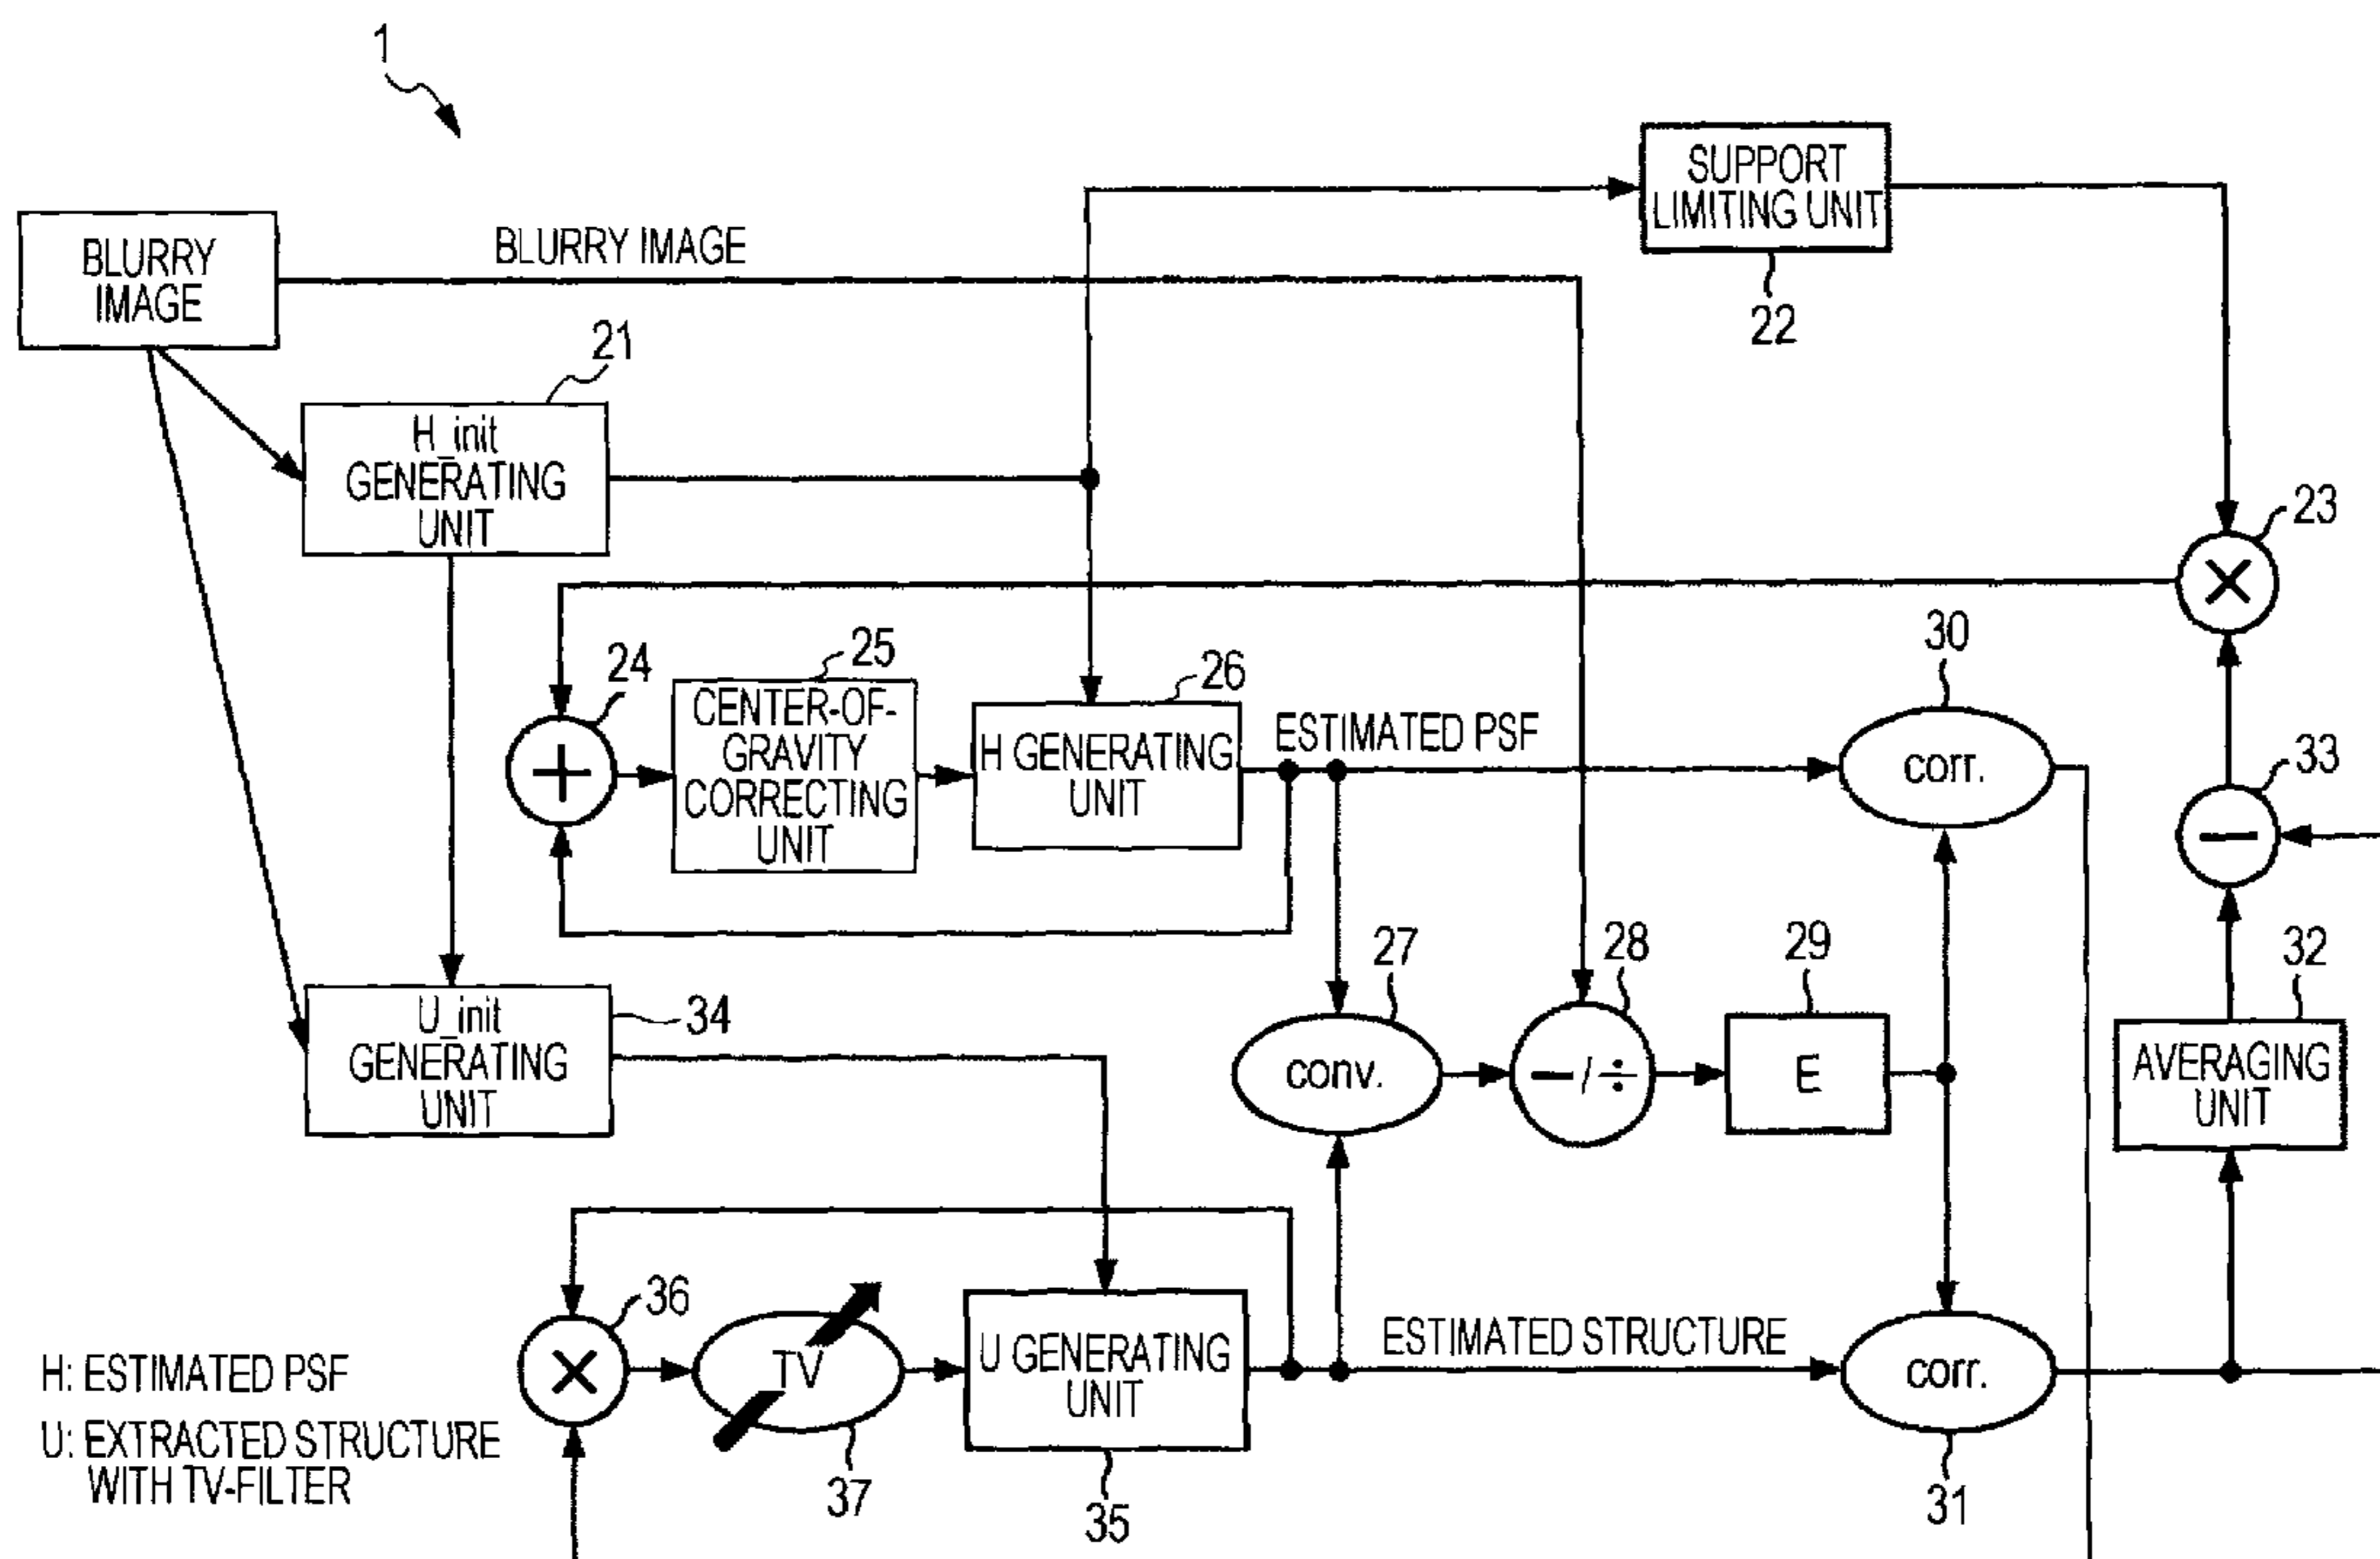 1
BLURRY
IMAGE
BLURRY IMAGE
SUPPORT
LIMITING UNIT
22
21
H_init
GENERATING
UNIT
23
×
24
+
25
CENTER-OF-
GRAVITY
CORRECTING
UNIT
26
H GENERATING
UNIT
ESTIMATED PSF
30
corr.
33
−
U_init
GENERATING
UNIT
34
27
conv.
28
−/÷
29
E
32
AVERAGING
UNIT
36
×
TV
37
U GENERATING
UNIT
35
ESTIMATED STRUCTURE
corr.
31
H: ESTIMATED PSF
U: EXTRACTED STRUCTURE
WITH TV-FILTER